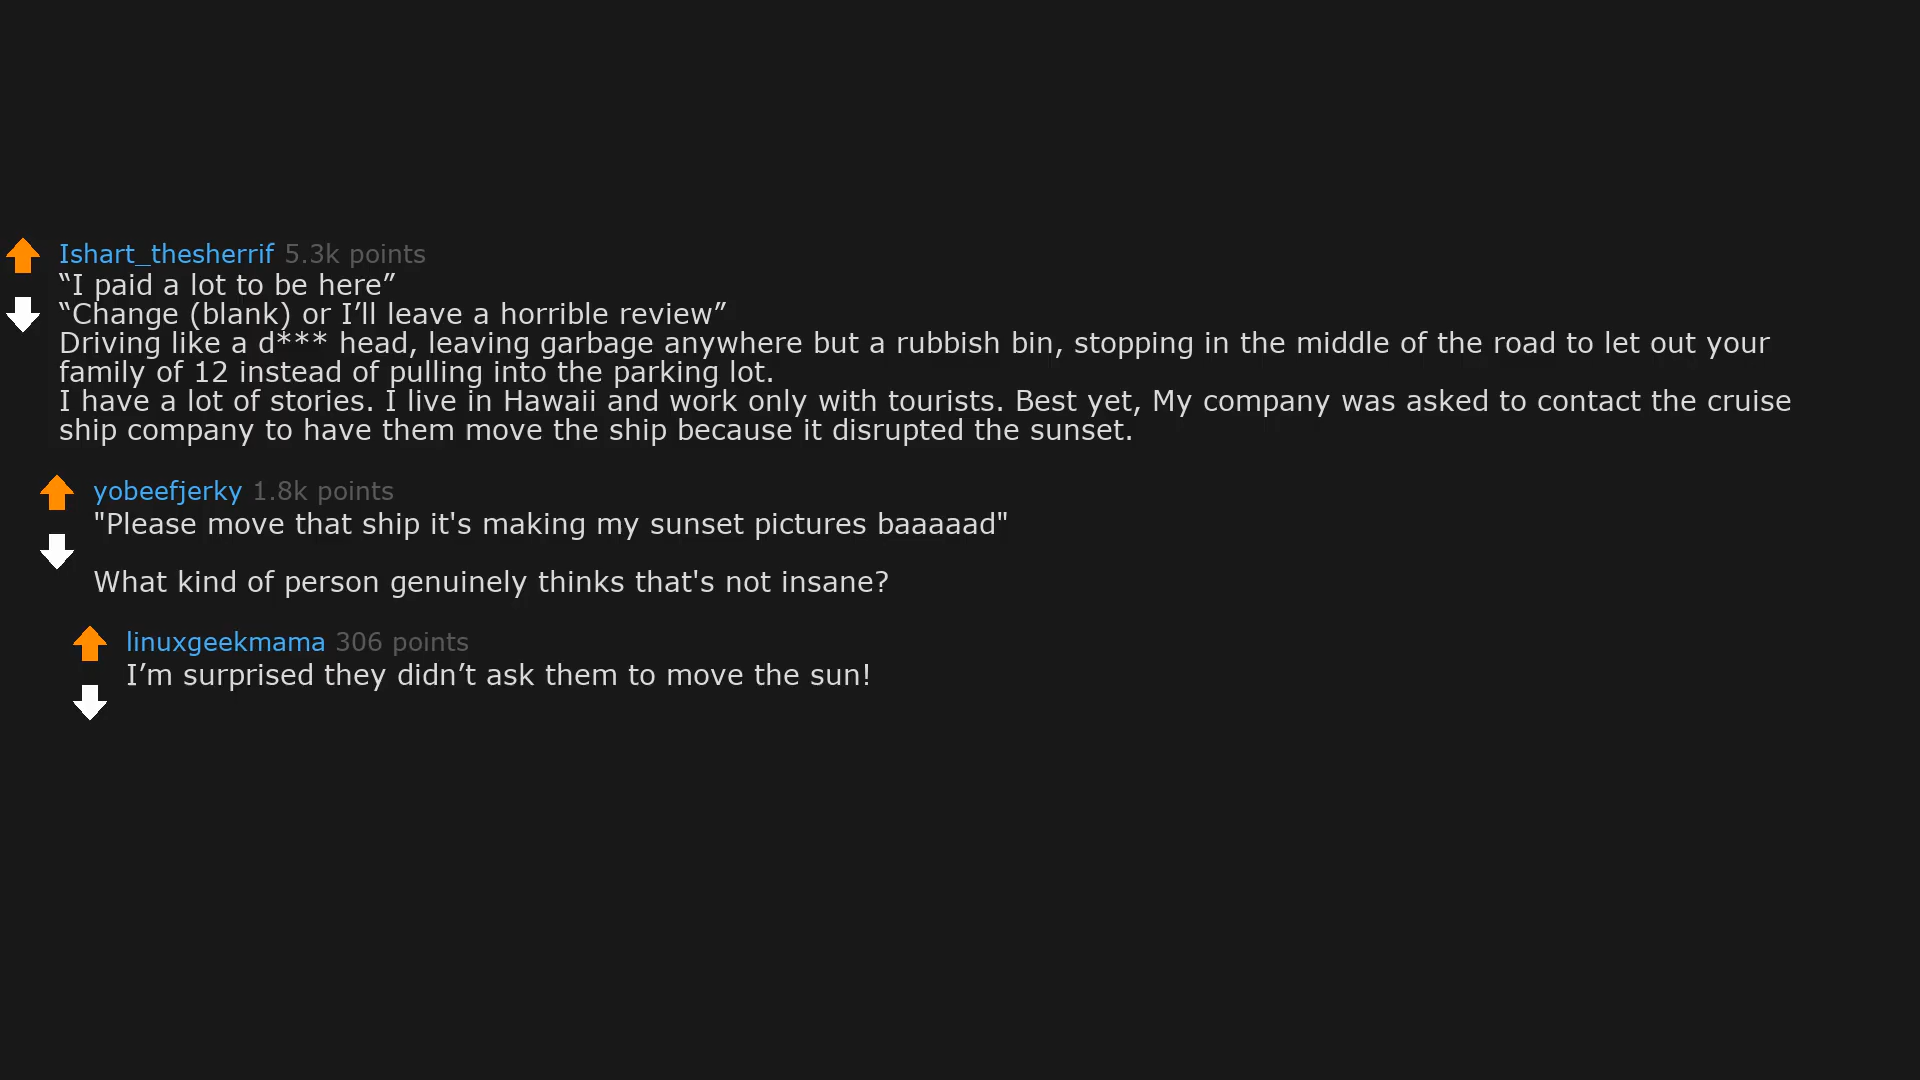 Ishart_thesherrif 5.3k points
“I paid a lot to be here”
“Change (blank) or I’ll leave a horrible review”
Driving like a d*** head, leaving garbage anywhere but a rubbish bin, stopping in the middle of the road to let out your
family of 12 instead of pulling into the parking lot.
I have a lot of stories. I live in Hawaii and work only with tourists. Best yet, My company was asked to contact the cruise
ship company to have them move the ship because it disrupted the sunset.
yobeefjerky 1.8k points
"Please move that ship it's making my sunset pictures baaaaad"
What kind of person genuinely thinks that's not insane?
linuxgeekmama 306 points
I’m surprised they didn’t ask them to move the sun!